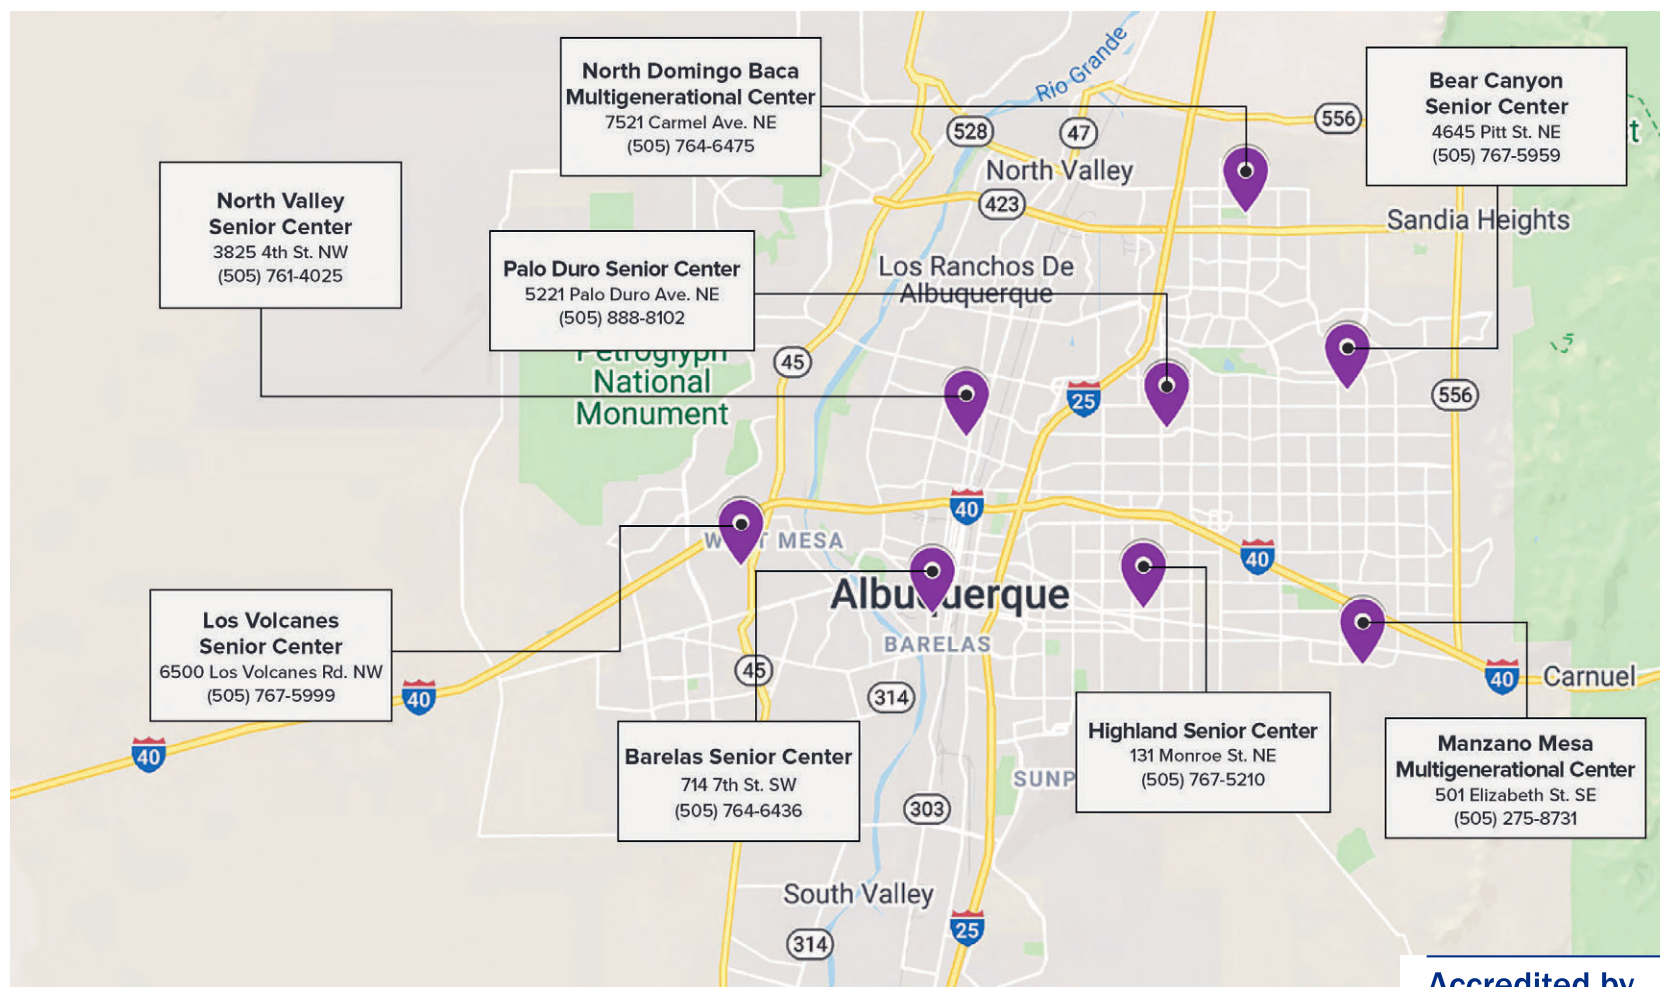 North Domingo Baca
Multigenerational Center
7521 Carmel Ave. NE
(505) 764-6475
Bear Canyon
Senior Center
4645 Pitt St. NE
(505) 767-5959
North Valley
Senior Center
3825 4th St. NW
(505) 761-4025
Palo Duro Senior Center
5221 Palo Duro Ave. NE
(505) 888-8102
Los Volcanes
Senior Center
6500 Los Volcanes Rd. NW
(505) 767-5999
Barelas Senior Center
714 7th St. SW
(505) 764-6436
Highland Senior Center
131 Monroe St. NE
(505) 767-5210
Manzano Mesa
Multigenerational Center
501 Elizabeth St. SE
(505) 275-8731
Rio Grande
528
47
556
North Valley
423
Sandia Heights
Los Ranchos De
Albuquerque
45
Petroglyph
National
Monument
25
556
40
MESA
40
Albuquerque
BARELAS
45
314
40
40
40
Carnuel
303
South Valley
314
25
Accredited by